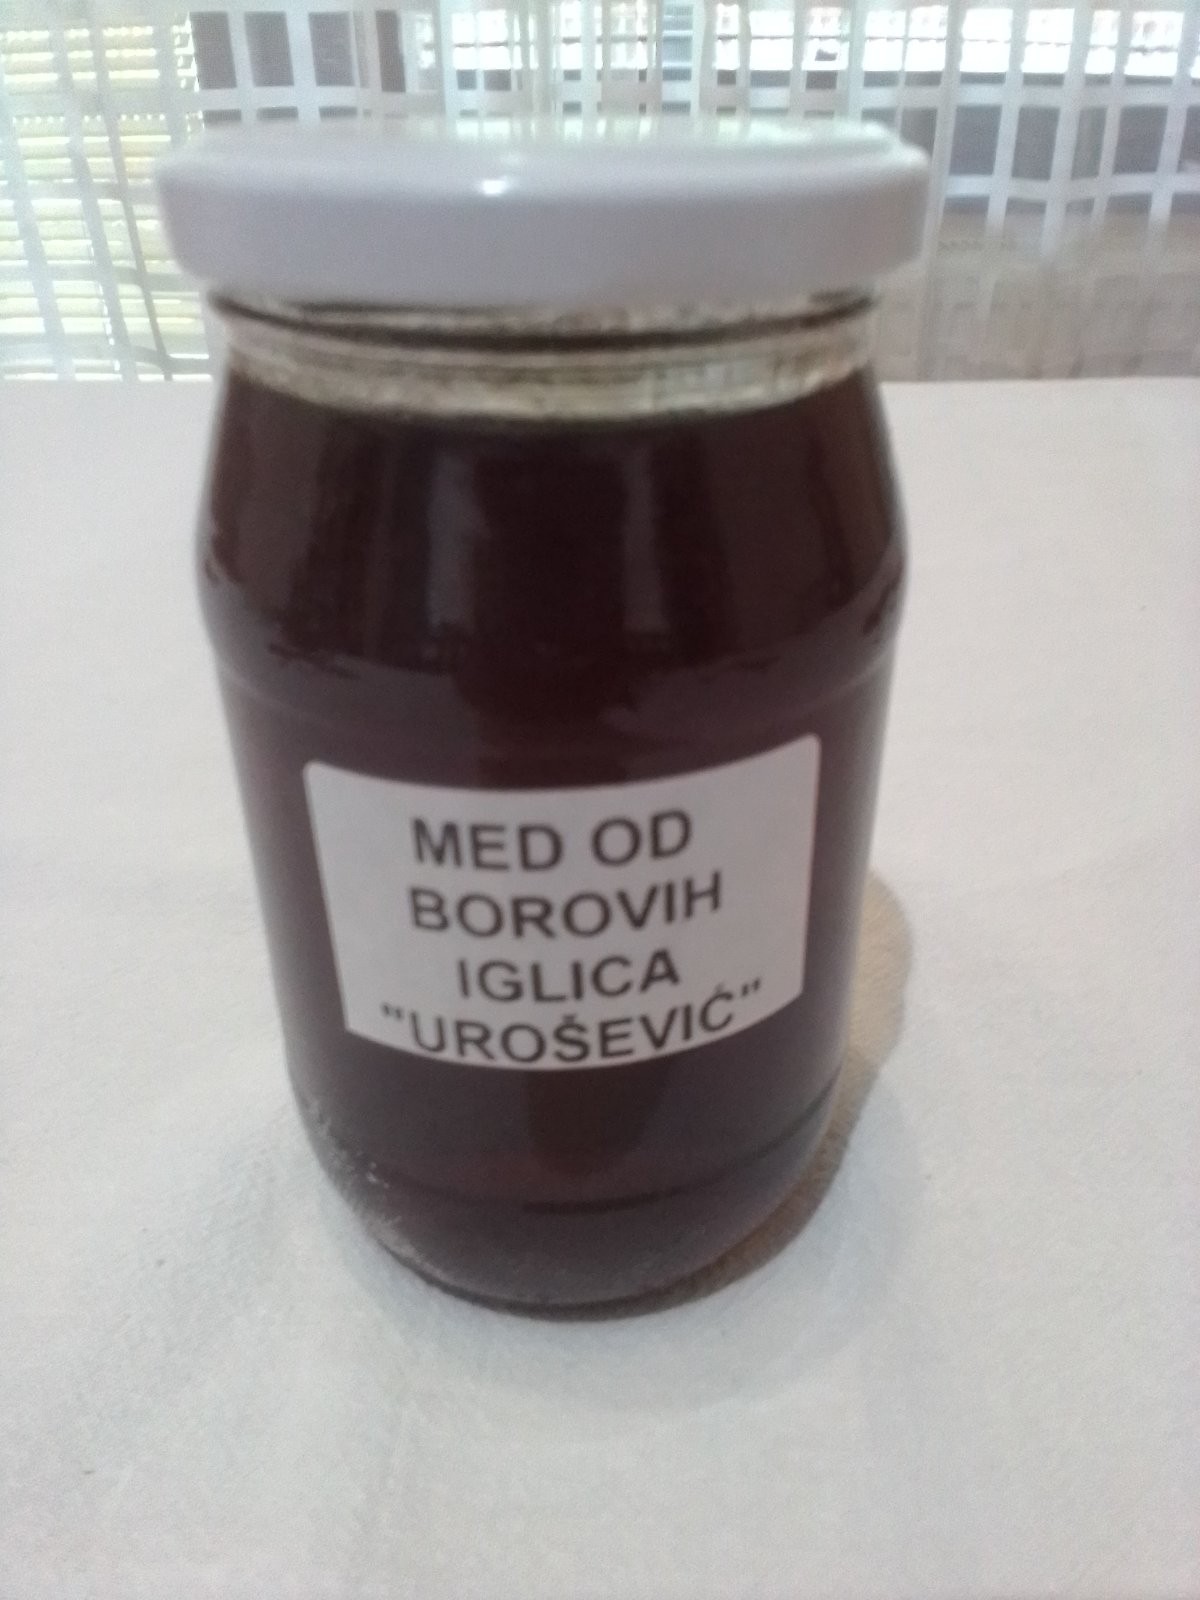 MED OD
BOROVIH
IGLICA
"UROŠEVIĆ"